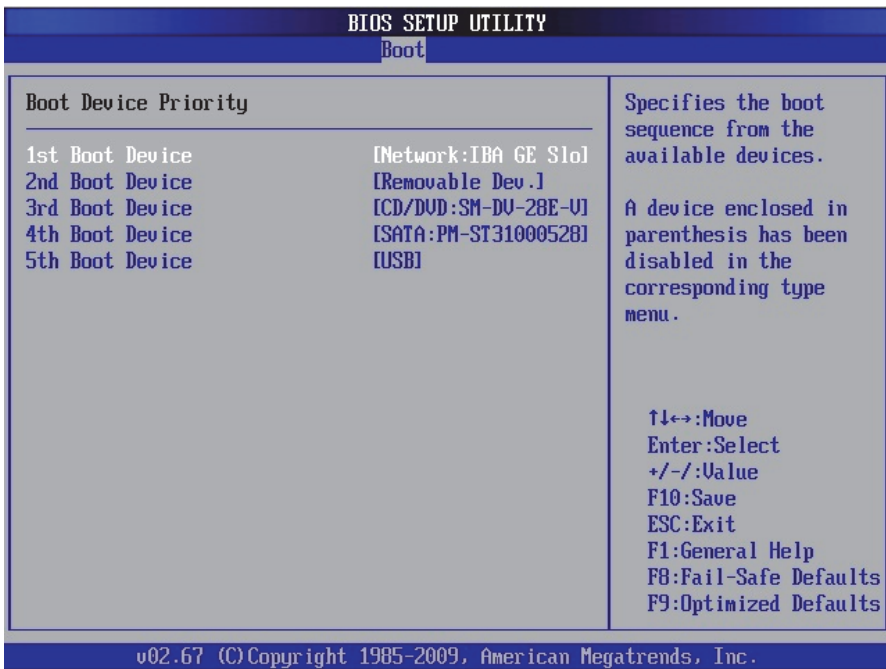 BIOS SETUP UTILITY
Boot
Boot Device Priority
1st Boot Device [Network:IBA GE Slo]
2nd Boot Device [Removable Dev.]
3rd Boot Device [CD/DVD:SM-DV-28E-V]
4th Boot Device [SATA:PM-ST31000528]
5th Boot Device [USB]
Specifies the boot
sequence from the
available devices.
A device enclosed in
parenthesis has been
disabled in the
corresponding type
menu.
↑↓←→:Move
Enter:Select
+/-/:Value
F10:Save
ESC:Exit
F1:General Help
F8:Fail-Safe Defaults
F9:Optimized Defaults
v02.67 (C)Copyright 1985-2009, American Megatrends, Inc.